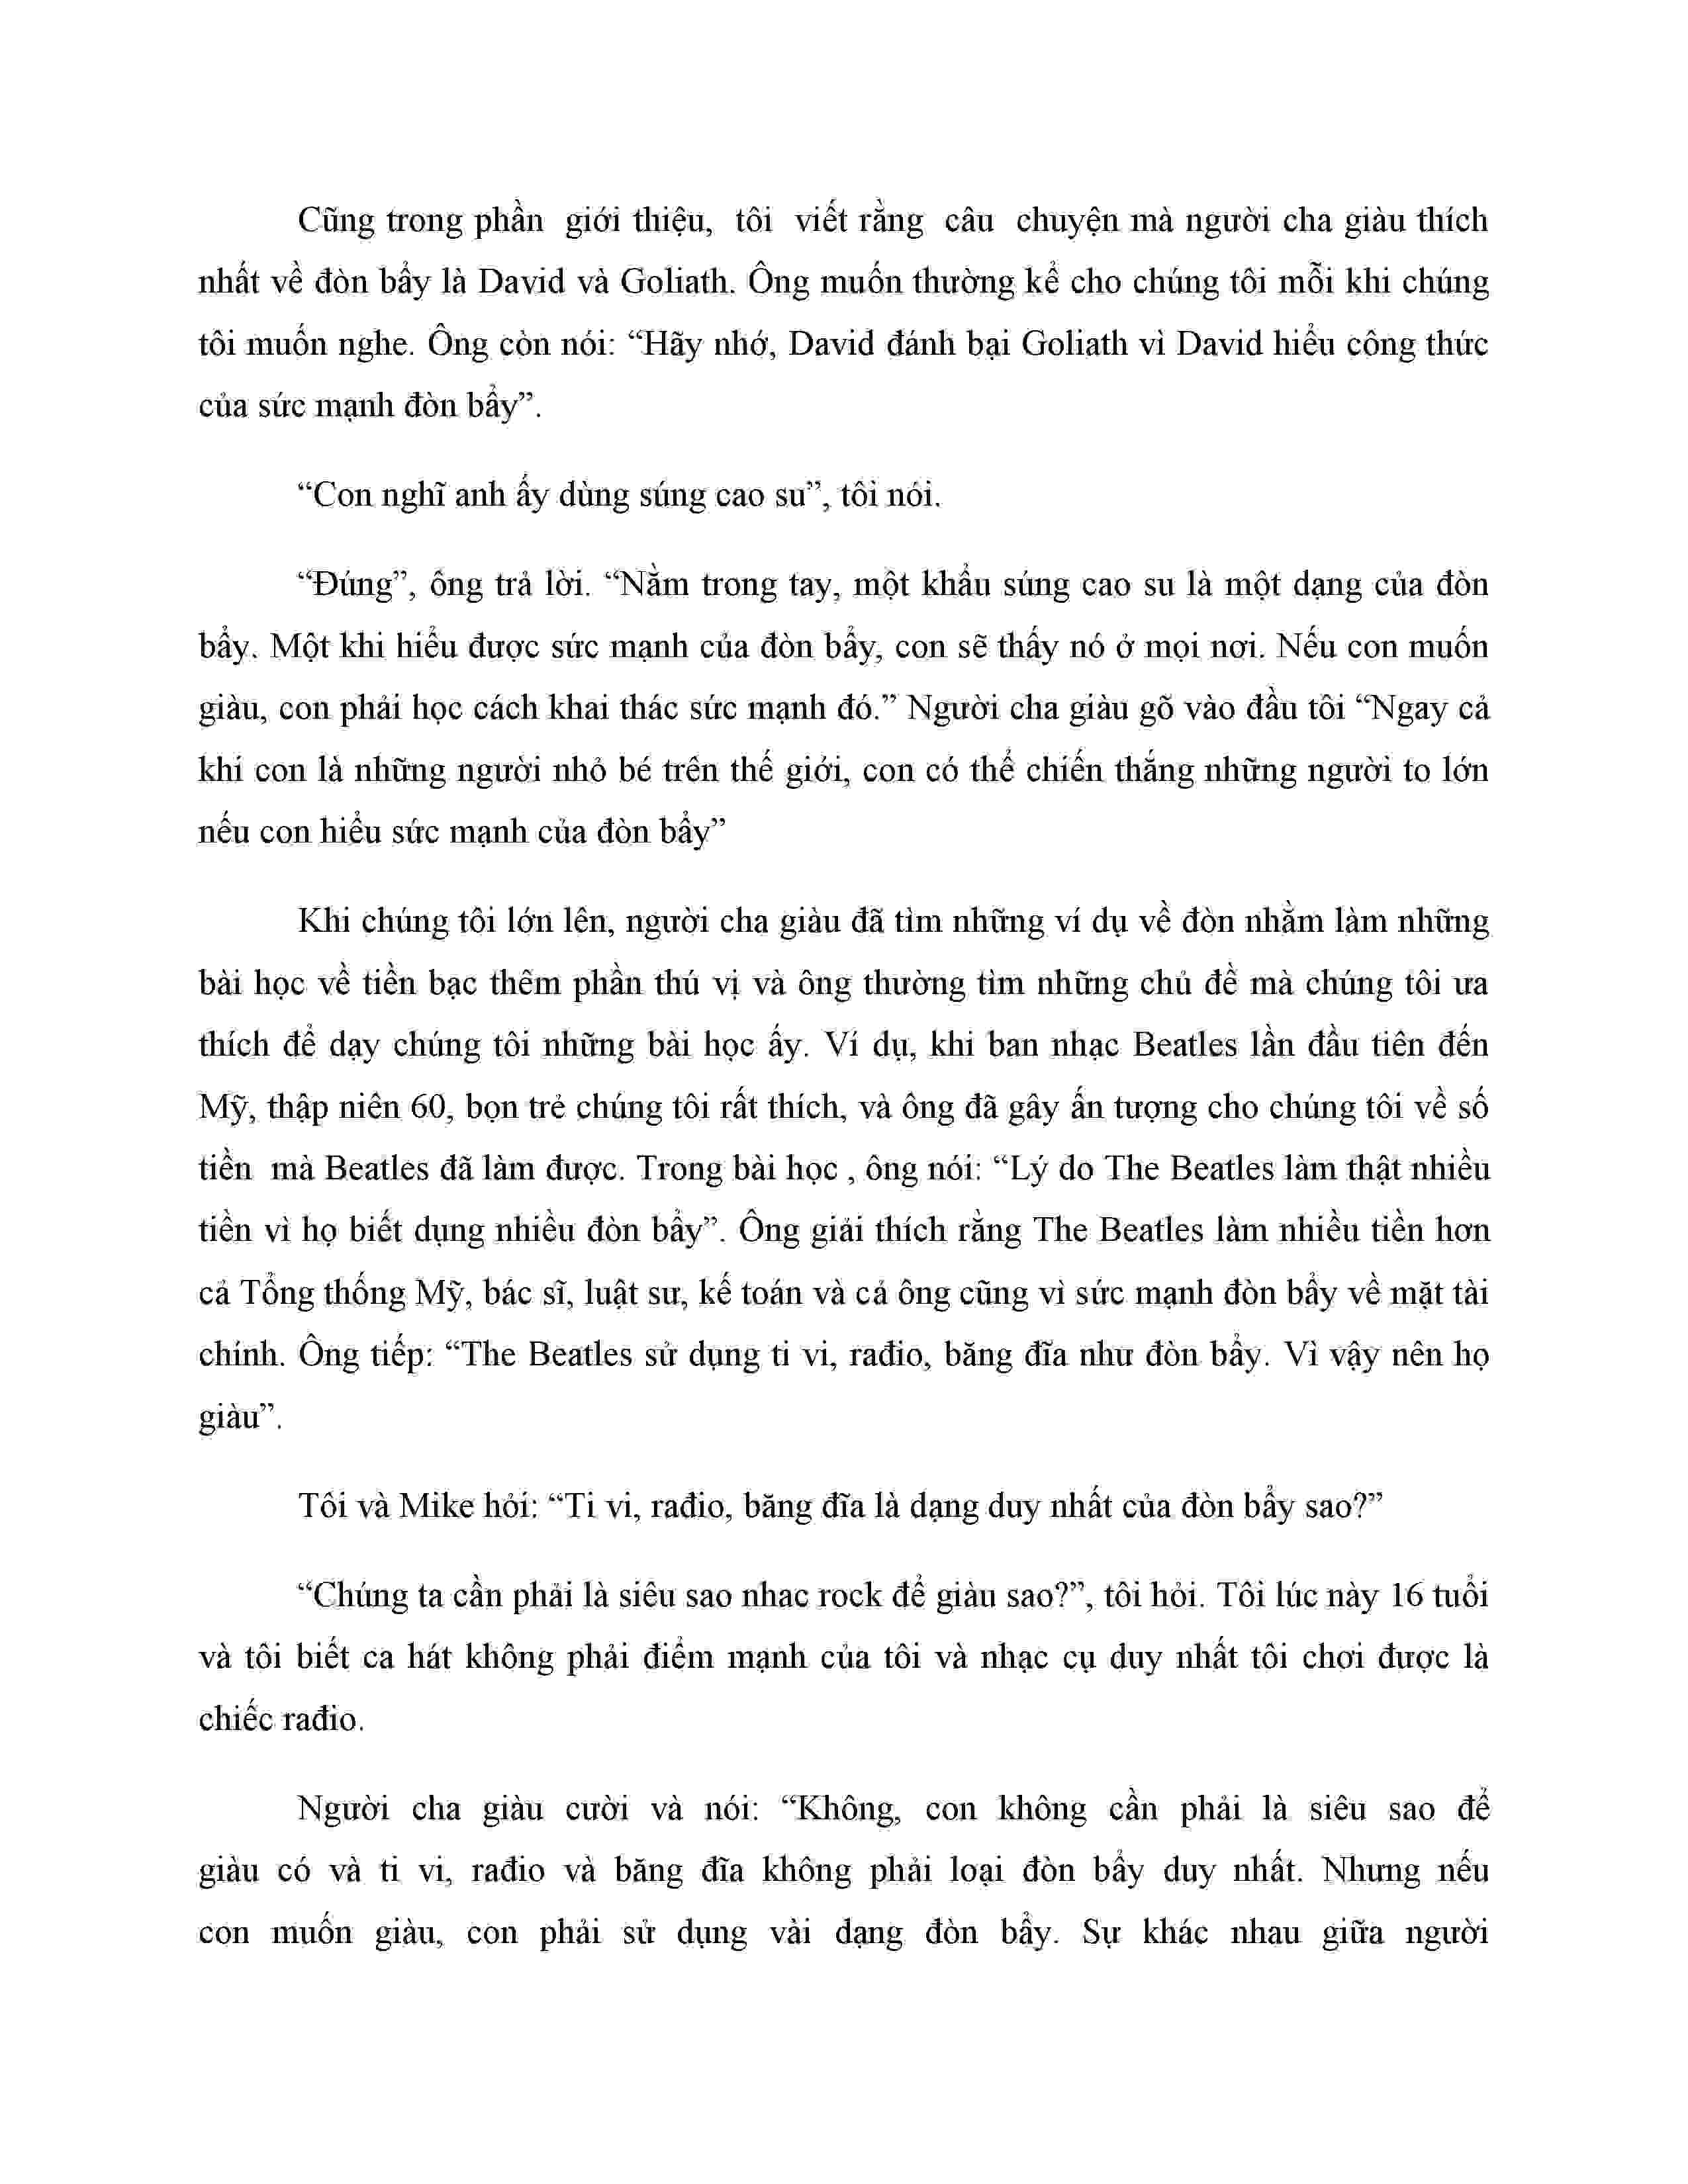 Cũng trong phần giới thiệu, tôi viết rằng câu chuyện mà người cha giàu thích
nhất về đòn bẩy là David và Goliath. Ông muốn thường kể cho chúng tôi mỗi khi chúng
tôi muốn nghe. Ông còn nói: “Hãy nhớ, David đánh bại Goliath vì David hiểu công thức
của sức mạnh đòn bẩy”.
“Con nghĩ anh ấy dùng súng cao su”, tôi nói.
“Đúng”, ông trả lời. “Nằm trong tay, một khẩu súng cao su là một dạng của đòn
bẩy. Một khi hiểu được sức mạnh của đòn bẩy, con sẽ thấy nó ở mọi nơi. Nếu con muốn
giàu, con phải học cách khai thác sức mạnh đó.” Người cha giàu gõ vào đầu tôi “Ngay cả
khi con là những người nhỏ bé trên thế giới, con có thể chiến thắng những người to lớn
nếu con hiểu sức mạnh của đòn bẩy”
Khi chúng tôi lớn lên, người cha giàu đã tìm những ví dụ về đòn nhằm làm những
bài học về tiền bạc thêm phần thú vị và ông thường tìm những chủ đề mà chúng tôi ưa
thích để dạy chúng tôi những bài học ấy. Ví dụ, khi ban nhạc Beatles lần đầu tiên đến
Mỹ, thập niên 60, bọn trẻ chúng tôi rất thích, và ông đã gây ấn tượng cho chúng tôi về số
tiền mà Beatles đã làm được. Trong bài học , ông nói: “Lý do The Beatles làm thật nhiều
tiền vì họ biết dụng nhiều đòn bẩy”. Ông giải thích rằng The Beatles làm nhiều tiền hơn
cả Tổng thống Mỹ, bác sĩ, luật sư, kế toán và cả ông cũng vì sức mạnh đòn bẩy về mặt tài
chính. Ông tiếp: “The Beatles sử dụng ti vi, rađio, băng đĩa như đòn bẩy. Vì vậy nên họ
giàu”.
Tôi và Mike hỏi: “Ti vi, rađio, băng đĩa là dạng duy nhất của đòn bẩy sao?”
“Chúng ta cần phải là siêu sao nhac rock để giàu sao?”, tôi hỏi. Tôi lúc này 16 tuổi
và tôi biết ca hát không phải điểm mạnh của tôi và nhạc cụ duy nhất tôi chơi được là
chiếc rađio.
Người cha giàu cười và nói: “Không, con không cần phải là siêu sao để
giàu có và ti vi, rađio và băng đĩa không phải loại đòn bẩy duy nhất. Nhưng nếu
con muốn giàu, con phải sử dụng vài dạng đòn bẩy. Sự khác nhau giữa người